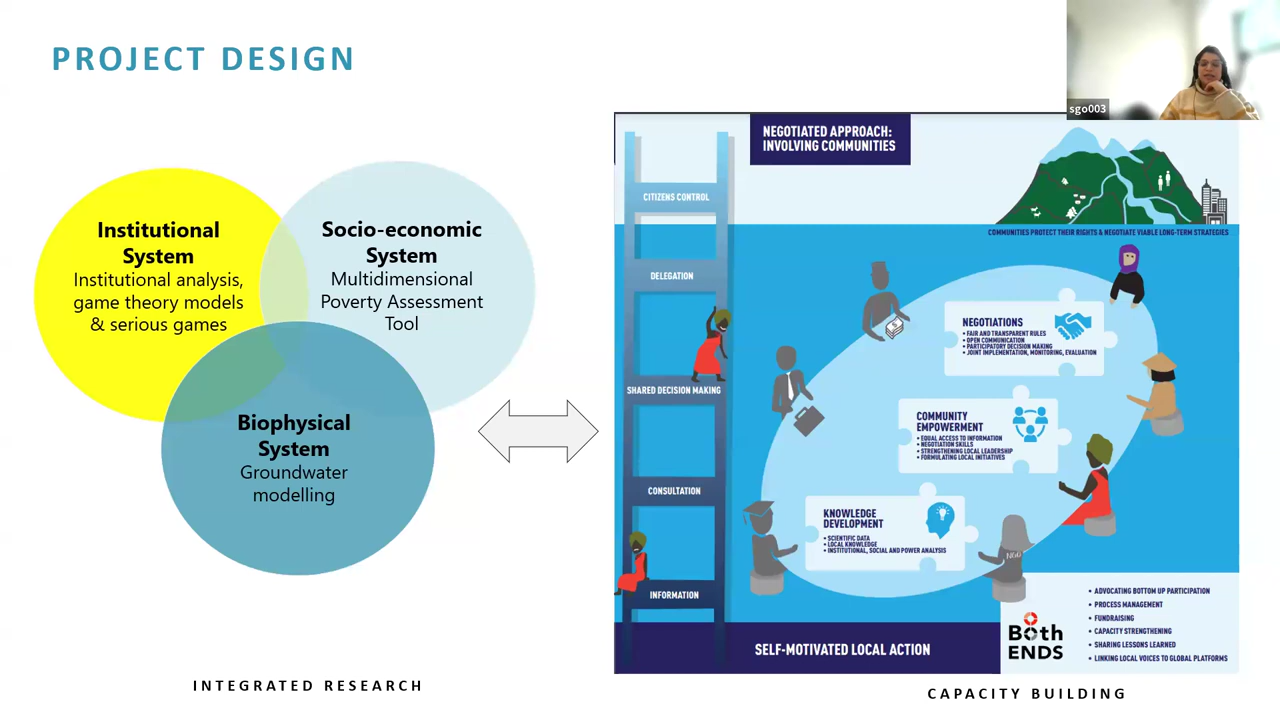 PROJECT DESIGN
sgo003
Institutional
System
Institutional analysis,
game theory models
& serious games
Socio-economic
System
Multidimensional
Poverty Assessment
Tool
Biophysical
System
Groundwater
modelling
INTEGRATED RESEARCH
NEGOTIATED APPROACH:
INVOLVING COMMUNITIES
CITIZENS CONTROL
DELEGATION
SHARED DECISION MAKING
CONSULTATION
INFORMATION
COMMUNITIES PROTECT THEIR RIGHTS & NEGOTIATE VIABLE LONG-TERM STRATEGIES
$
NEGOTIATIONS
• FAIR AND TRANSPARENT RULES
• OPEN COMMUNICATION
• PARTICIPATORY DECISION MAKING
• JOINT IMPLEMENTATION, MONITORING, EVALUATION
COMMUNITY
EMPOWERMENT
• EQUAL ACCESS TO INFORMATION
• NEGOTIATION SKILLS
• STRENGTHENING LOCAL LEADERSHIP
• FORMULATING LOCAL INITIATIVES
KNOWLEDGE
DEVELOPMENT
• SCIENTIFIC DATA
• LOCAL KNOWLEDGE
• INSTITUTIONAL, SOCIAL AND POWER ANALYSIS
NGO
SELF-MOTIVATED LOCAL ACTION
Both
ENDS
• ADVOCATING BOTTOM UP PARTICIPATION
• PROCESS MANAGEMENT
• FUNDRAISING
• CAPACITY STRENGTHENING
• SHARING LESSONS LEARNED
• LINKING LOCAL VOICES TO GLOBAL PLATFORMS
CAPACITY BUILDING